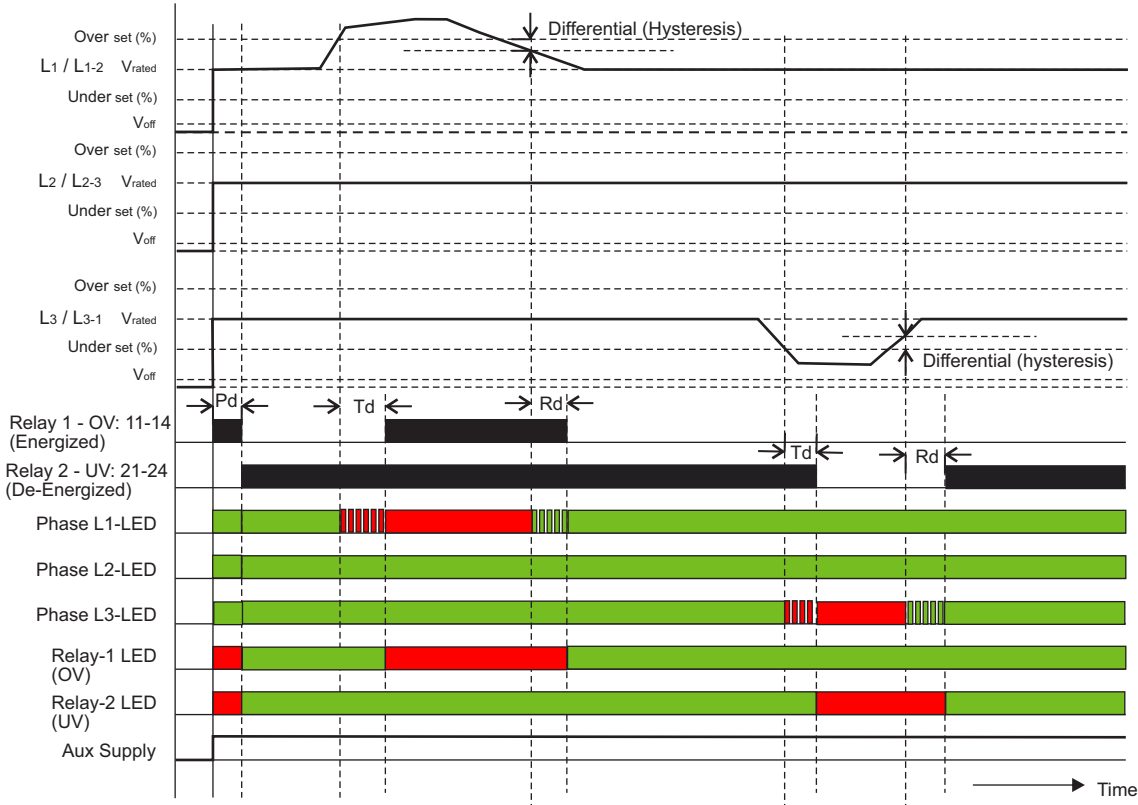 Differential (Hysteresis)
Over set (%)
L1 / L1-2 Vrated
Under set (%)
Voff
Over set (%)
L2 / L2-3 Vrated
Under set (%)
Voff
Over set (%)
L3 / L3-1 Vrated
Under set (%)
Differential (hysteresis)
Voff
Pd
Td
Rd
Relay 1 - OV: 11-14
(Energized)
Td
Rd
Relay 2 - UV: 21-24
(De-Energized)
Phase L1-LED
Phase L2-LED
Phase L3-LED
Relay-1 LED
(OV)
Relay-2 LED
(UV)
Aux Supply
Time